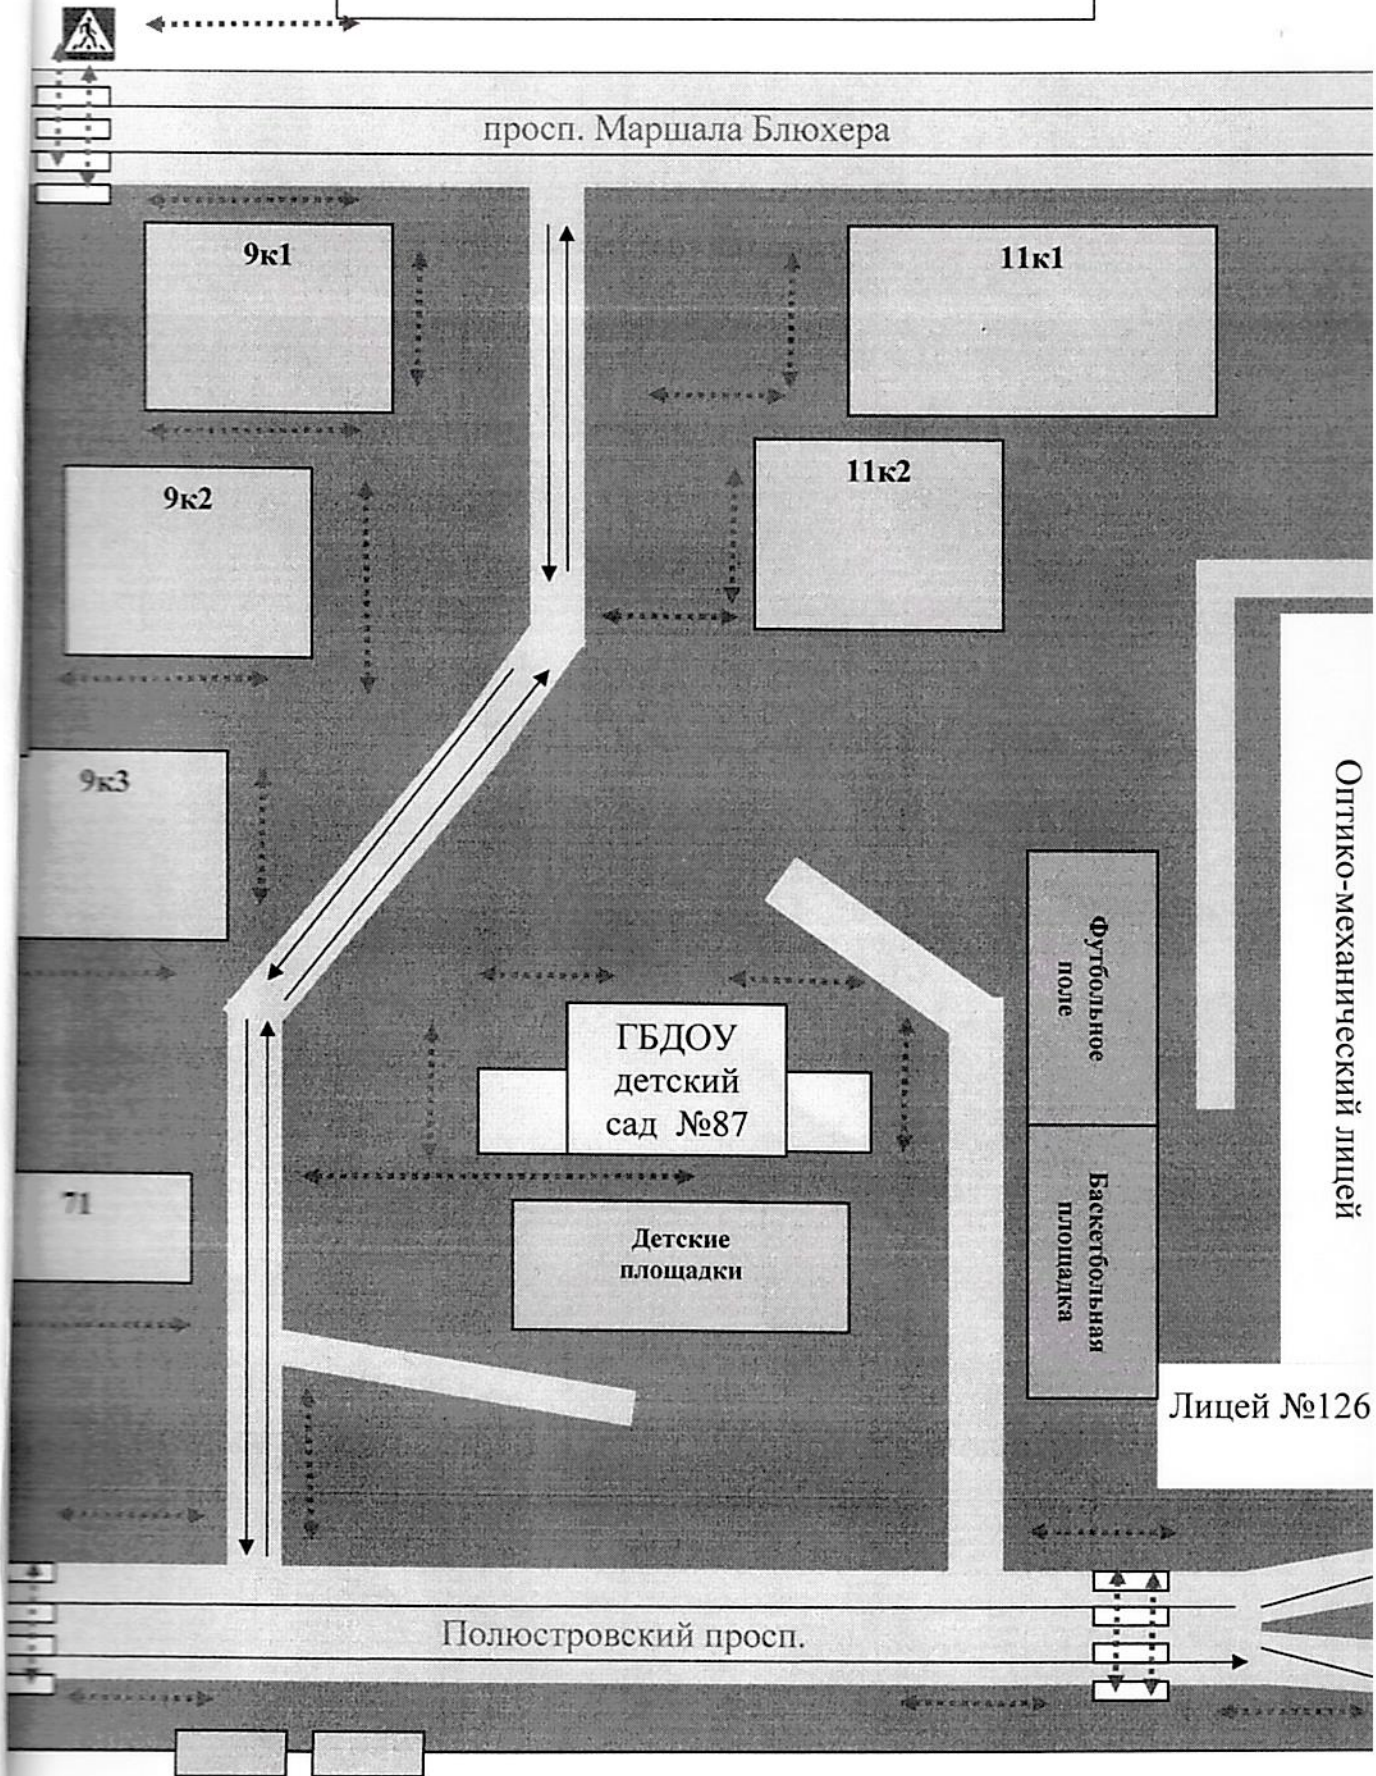 просп. Маршала Блюхера
9к1
11к1
11к2
9к2
9к3
Оптико-механический лицей
Футбольное
поле
ГБДОУ
детский
сад №87
Баскетбольная
площадка
71
Детские
площадки
Лицей №126
Полюстровский просп.